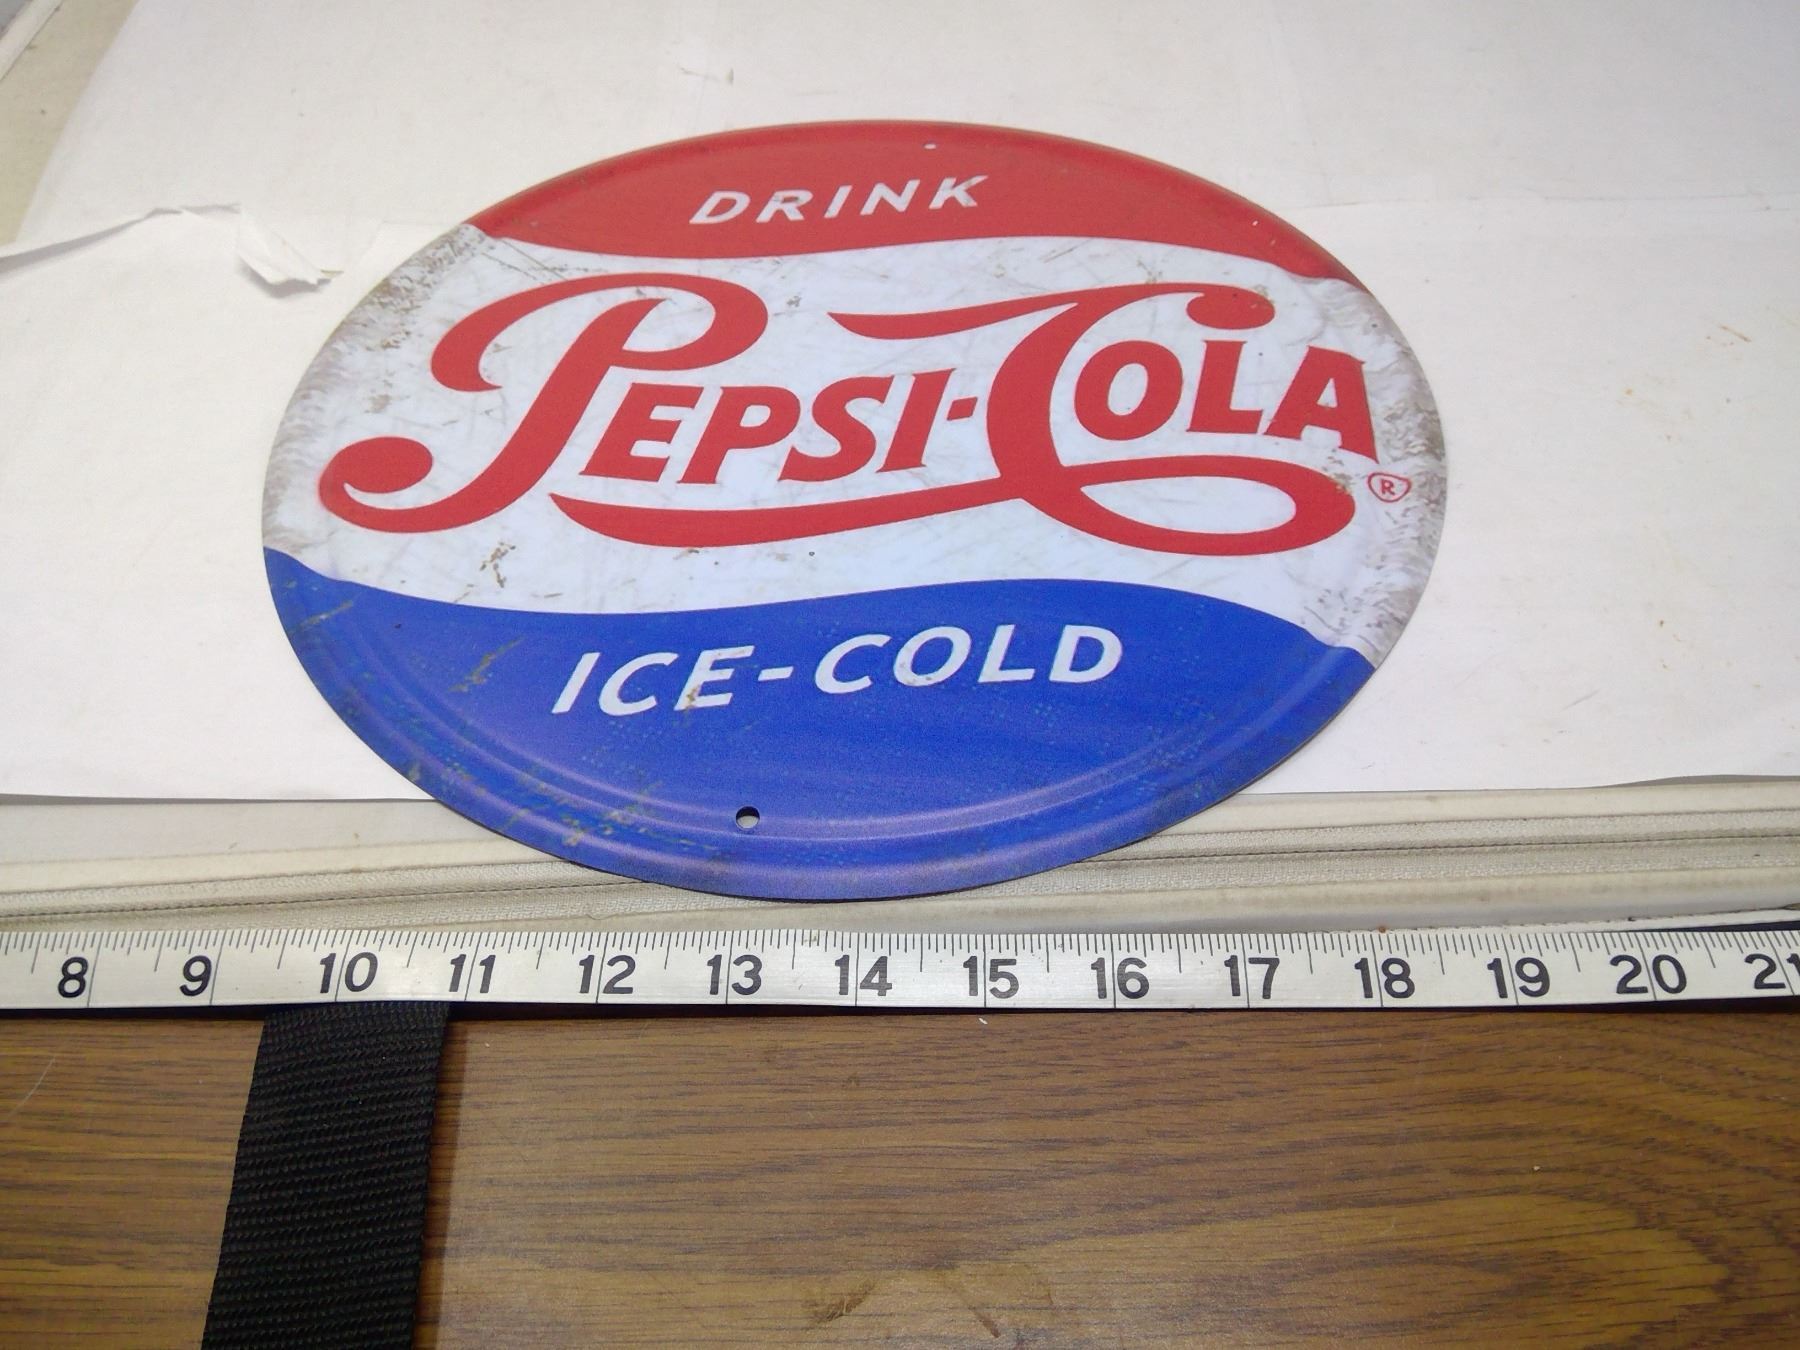 DRINK
PEPSI-COLA ®
ICE-COLD
8 9 10 11 12 13 14 15 16 17 18 19 20 21